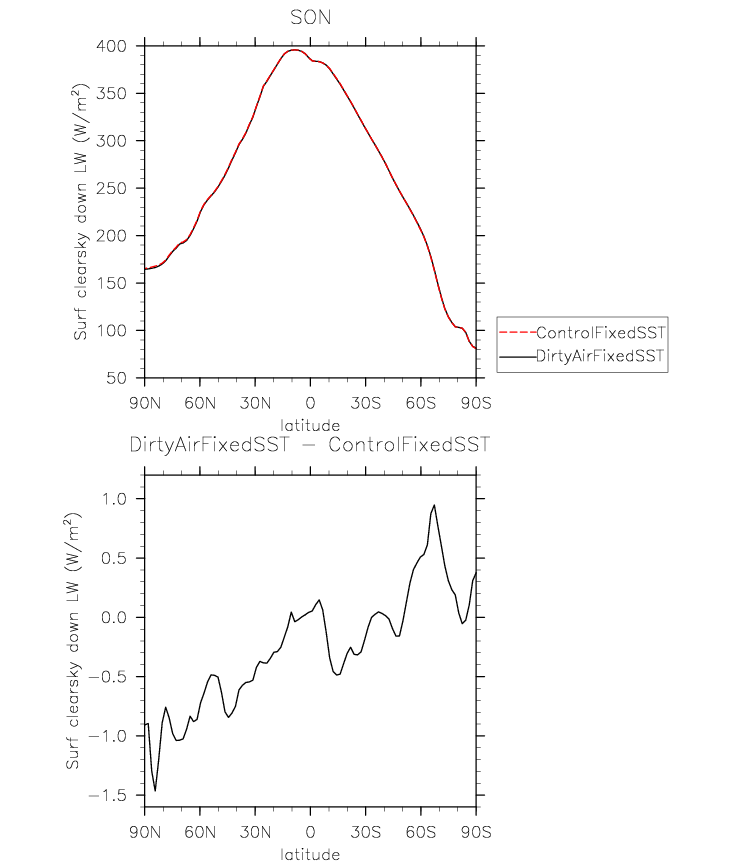 SON
Surf clearsky down LW (W/m²)
400
350
300
250
200
150
100
50
90N 60N 30N 0 30S 60S 90S
latitude
ControlFixedSST
DirtyAirFixedSST
DirtyAirFixedSST − ControlFixedSST
Surf clearsky down LW (W/m²)
1.0
0.5
0.0
−0.5
−1.0
−1.5
90N 60N 30N 0 30S 60S 90S
latitude